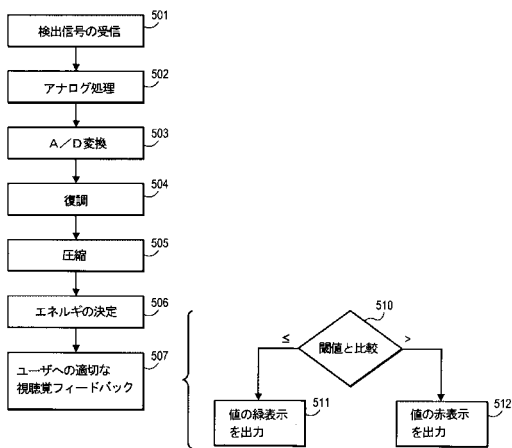 501
検出信号の受信
502
アナログ処理
503
A/D変換
504
復調
505
圧縮
506
エネルギの決定
507
ユーザへの適切な
視聴覚フィードバック
510
閾値と比較
≤
>
511
値の緑表示
を出力
512
値の赤表示
を出力